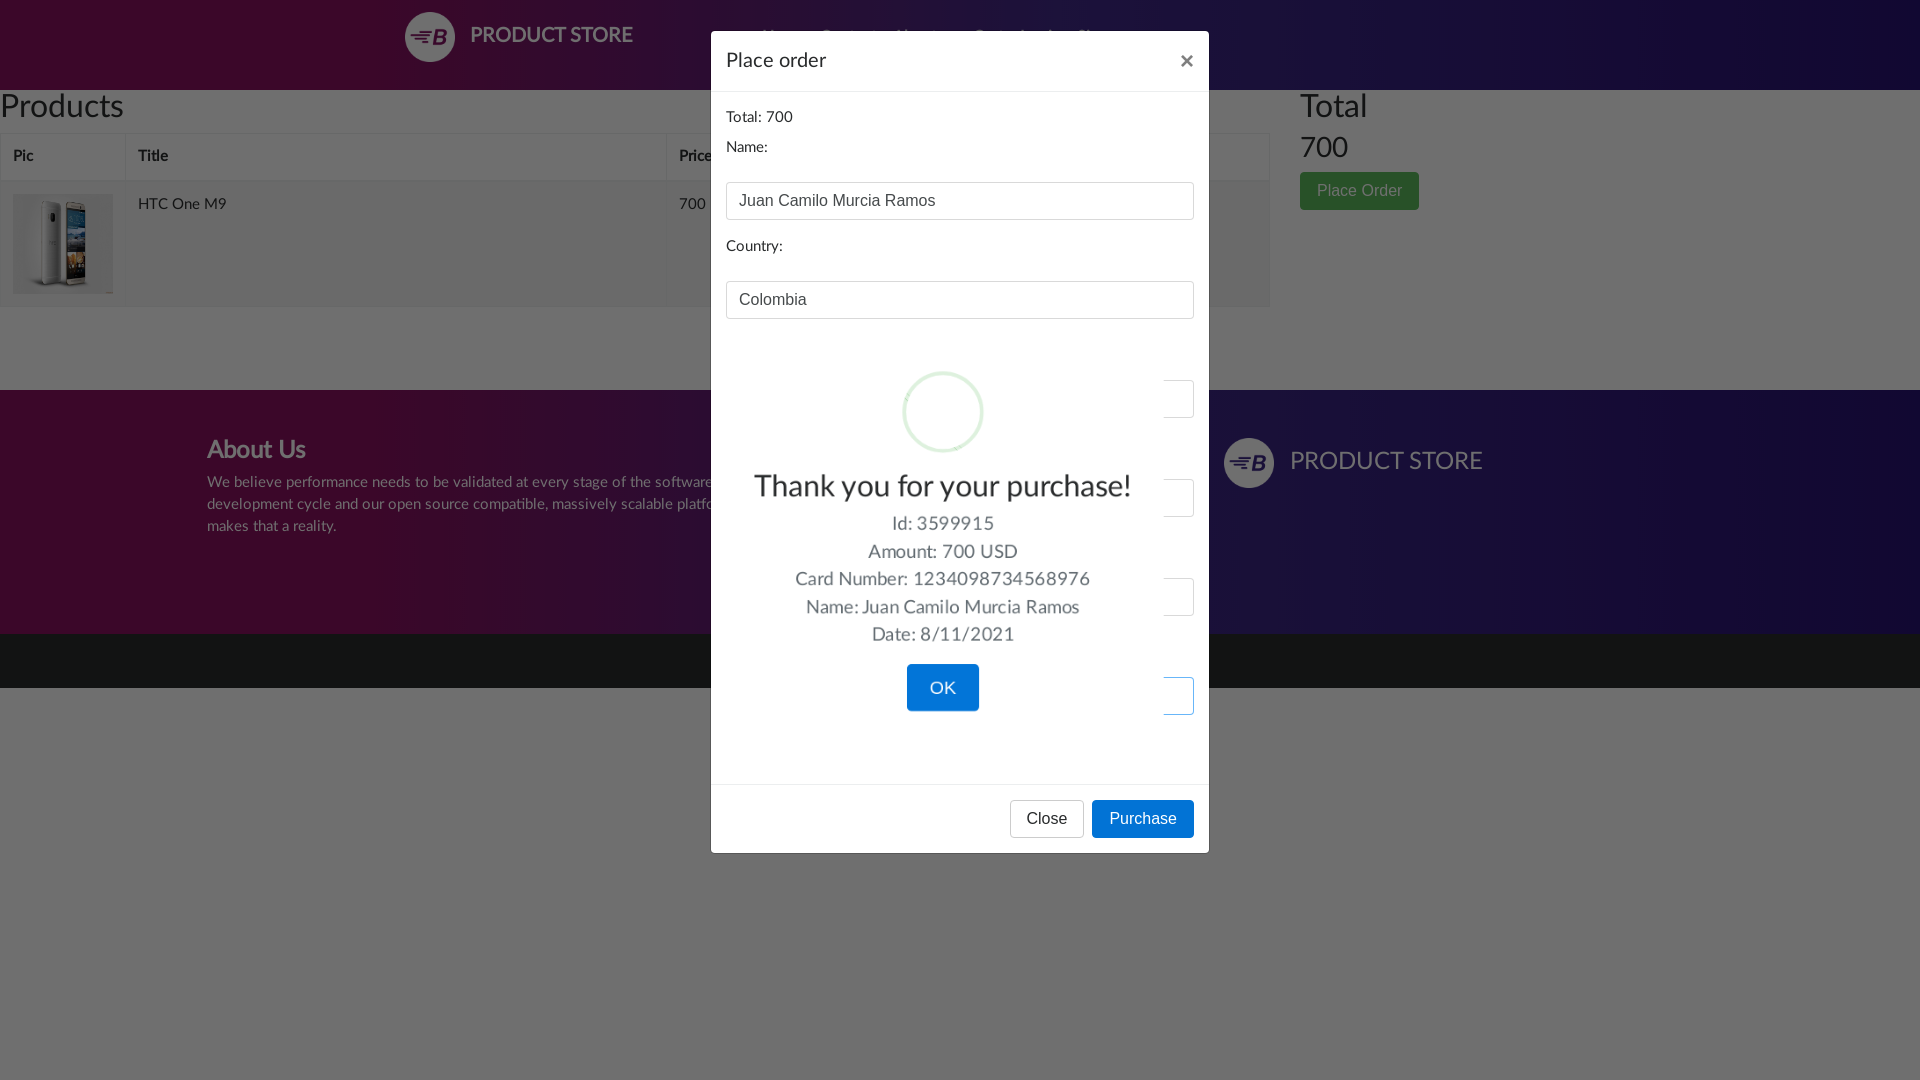 B PRODUCT STORE
Place order
×
Products
Total
Total: 700
700
Name:
Pic Title Price
Place Order
HTC One M9 700
Juan Camilo Murcia Ramos
Country:
Colombia
About Us
We believe performance needs to be validated at every stage of the software
development cycle and our open source compatible, massively scalable platfo
makes that a reality.
B PRODUCT STORE
Thank you for your purchase!
Id: 3599915
Amount: 700 USD
Card Number: 1234098734568976
Name: Juan Camilo Murcia Ramos
Date: 8/11/2021
OK
Close Purchase